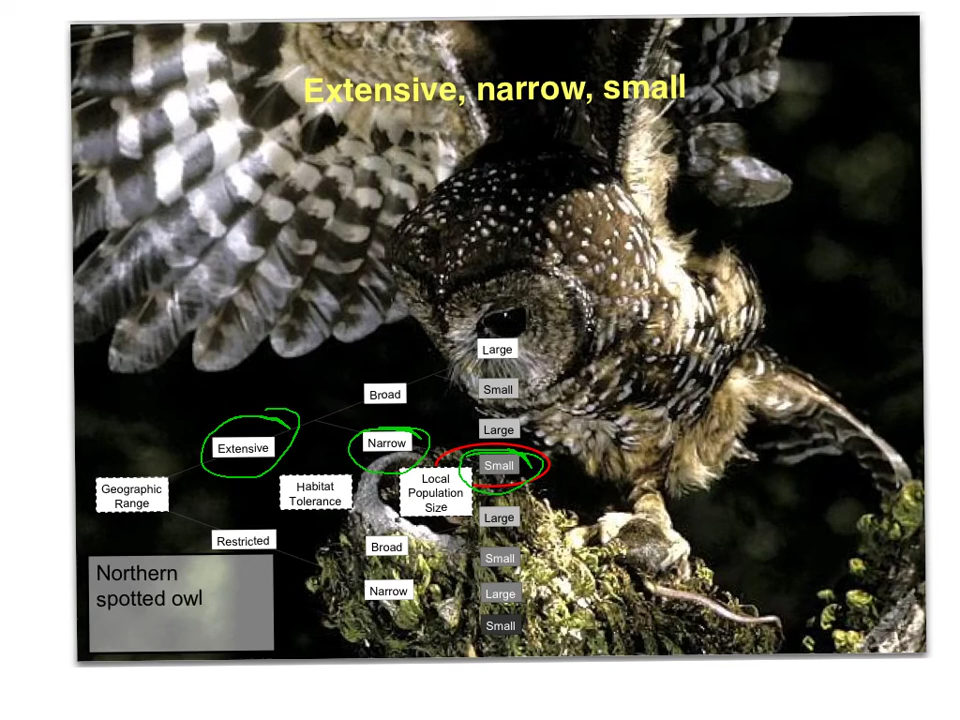 Extensive, narrow, small
Large
Small
Broad
Large
Narrow
Extensive
Small
Geographic
Range
Habitat
Tolerance
Local
Population
Size
Large
Restricted
Broad
Small
Narrow
Large
Small
Northern
spotted owl